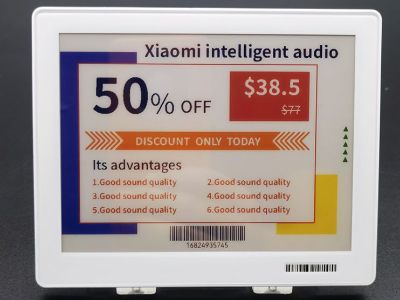 Xiaomi intelligent audio
50% OFF
$38.5
$77
DISCOUNT ONLY TODAY
Its advantages
1.Good sound quality 2.Good sound quality
3.Good sound quality 4.Good sound quality
5.Good sound quality 6.Good sound quality
16824935745